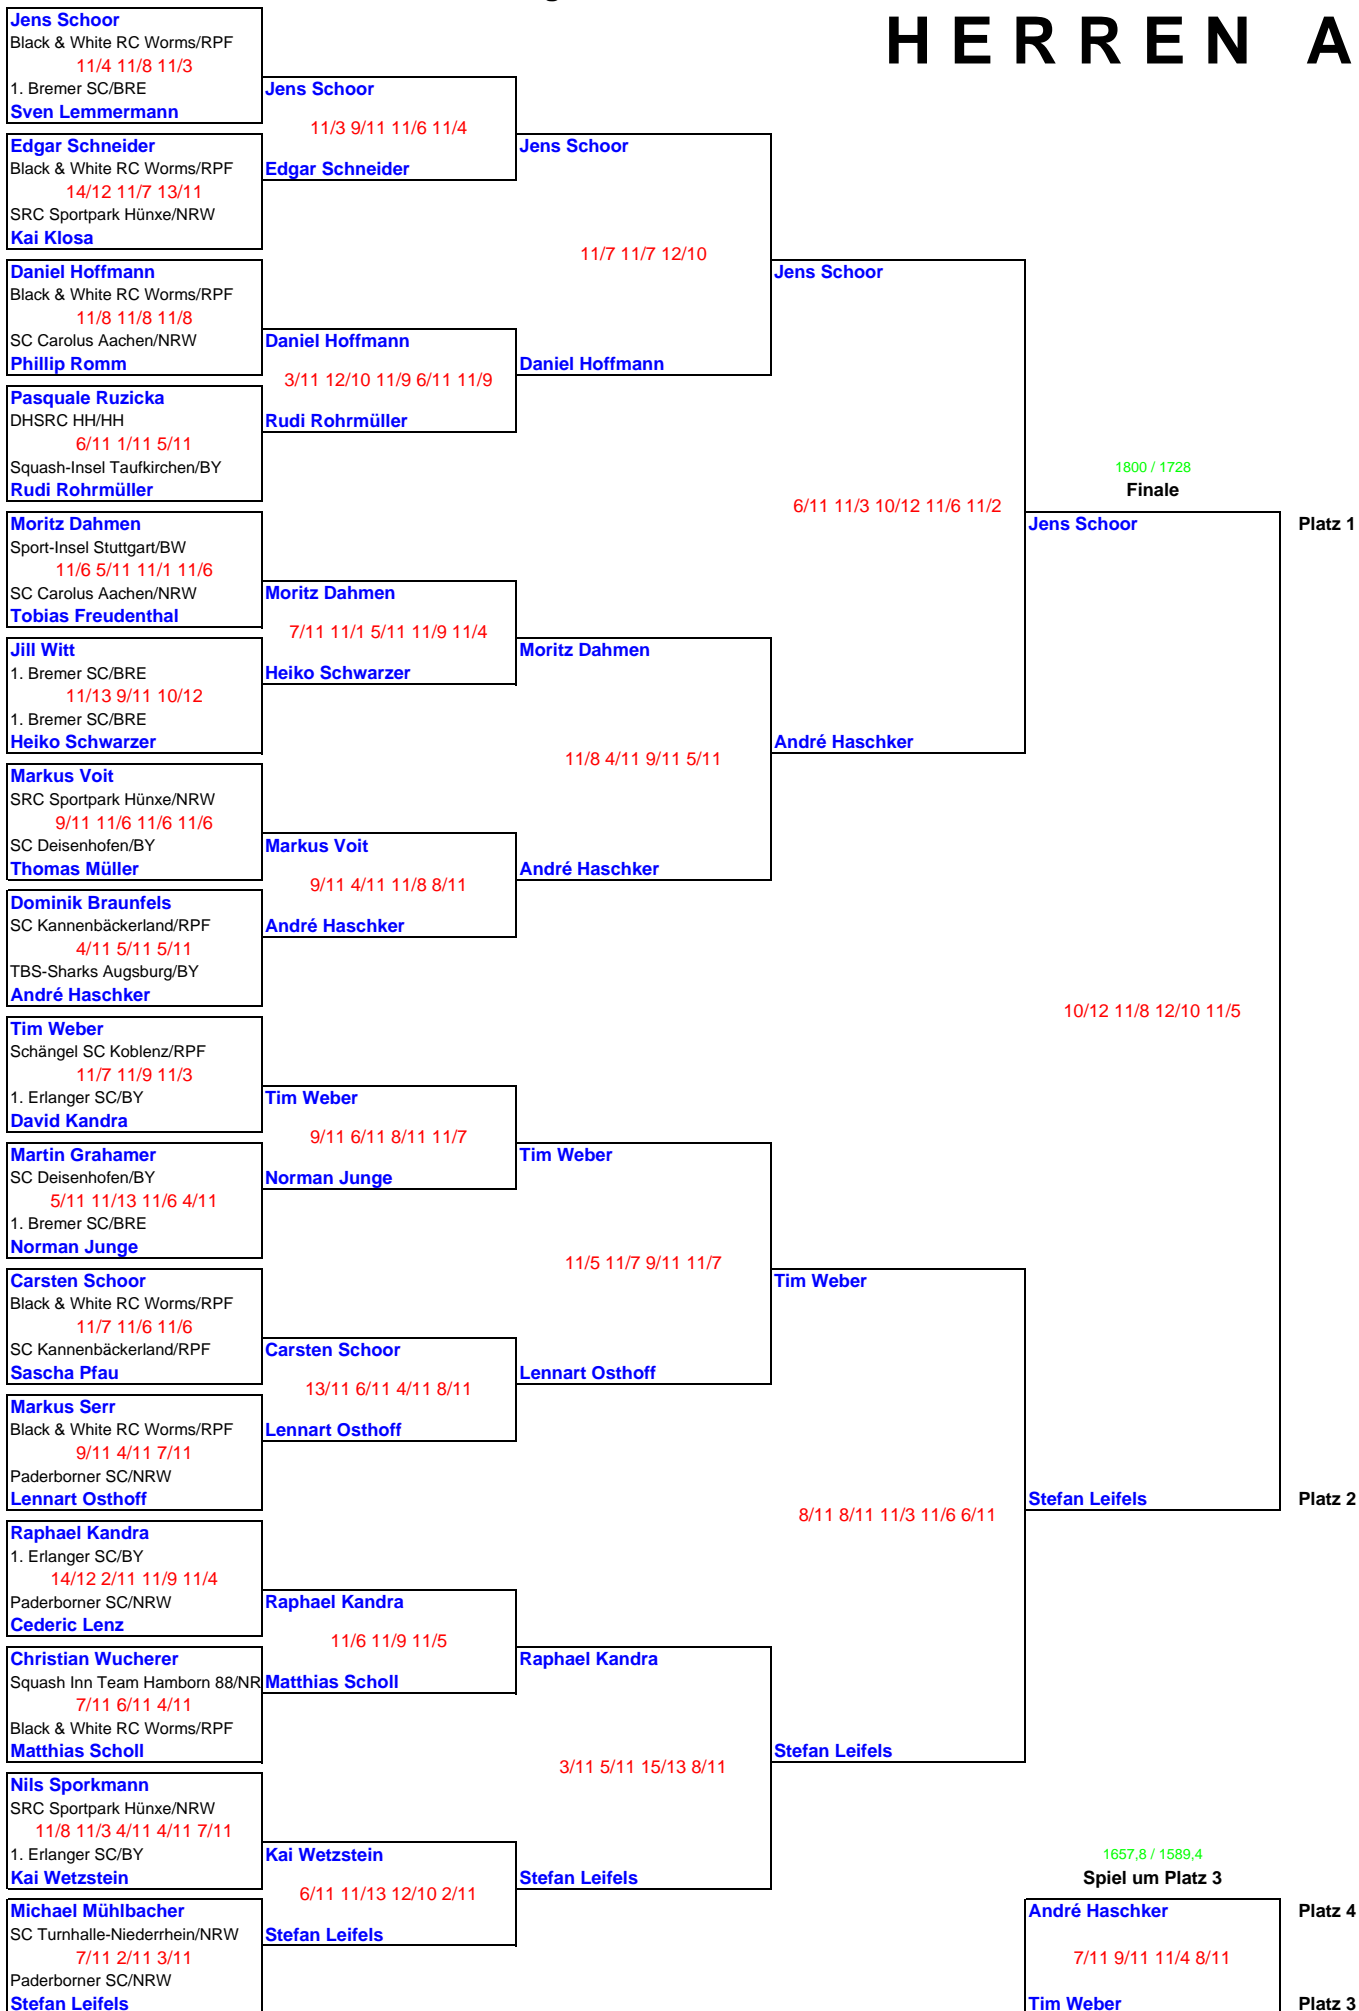 HERREN A
Jens Schoor
Black & White RC Worms/RPF
11/4 11/8 11/3
1. Bremer SC/BRE
Sven Lemmermann
Edgar Schneider
Black & White RC Worms/RPF
14/12 11/7 13/11
SRC Sportpark Hünxe/NRW
Kai Klosa
Daniel Hoffmann
Black & White RC Worms/RPF
11/8 11/8 11/8
SC Carolus Aachen/NRW
Phillip Romm
Pasquale Ruzicka
DHSRC HH/HH
6/11 1/11 5/11
Squash-Insel Taufkirchen/BY
Rudi Rohrmüller
Moritz Dahmen
Sport-Insel Stuttgart/BW
11/6 5/11 11/1 11/6
SC Carolus Aachen/NRW
Tobias Freudenthal
Jill Witt
1. Bremer SC/BRE
11/13 9/11 10/12
1. Bremer SC/BRE
Heiko Schwarzer
Markus Voit
SRC Sportpark Hünxe/NRW
9/11 11/6 11/6 11/6
SC Deisenhofen/BY
Thomas Müller
Dominik Braunfels
SC Kannenbäckerland/RPF
4/11 5/11 5/11
TBS-Sharks Augsburg/BY
André Haschker
Tim Weber
Schängel SC Koblenz/RPF
11/7 11/9 11/3
1. Erlanger SC/BY
David Kandra
Martin Grahamer
SC Deisenhofen/BY
5/11 11/13 11/6 4/11
1. Bremer SC/BRE
Norman Junge
Carsten Schoor
Black & White RC Worms/RPF
11/7 11/6 11/6
SC Kannenbäckerland/RPF
Sascha Pfau
Markus Serr
Black & White RC Worms/RPF
9/11 4/11 7/11
Paderborner SC/NRW
Lennart Osthoff
Raphael Kandra
1. Erlanger SC/BY
14/12 2/11 11/9 11/4
Paderborner SC/NRW
Cederic Lenz
Christian Wucherer
Squash Inn Team Hamborn 88/NR
7/11 6/11 4/11
Black & White RC Worms/RPF
Matthias Scholl
Nils Sporkmann
SRC Sportpark Hünxe/NRW
11/8 11/3 4/11 4/11 7/11
1. Erlanger SC/BY
Kai Wetzstein
Michael Mühlbacher
SC Turnhalle-Niederrhein/NRW
7/11 2/11 3/11
Paderborner SC/NRW
Stefan Leifels
Jens Schoor
11/3 9/11 11/6 11/4
Edgar Schneider
Daniel Hoffmann
3/11 12/10 11/9 6/11 11/9
Rudi Rohrmüller
Moritz Dahmen
7/11 11/1 5/11 11/9 11/4
Heiko Schwarzer
Markus Voit
9/11 4/11 11/8 8/11
André Haschker
Tim Weber
9/11 6/11 8/11 11/7
Norman Junge
Carsten Schoor
13/11 6/11 4/11 8/11
Lennart Osthoff
Raphael Kandra
11/6 11/9 11/5
Matthias Scholl
Kai Wetzstein
6/11 11/13 12/10 2/11
Stefan Leifels
Jens Schoor
11/7 11/7 12/10
Daniel Hoffmann
Moritz Dahmen
11/8 4/11 9/11 5/11
André Haschker
Tim Weber
11/5 11/7 9/11 11/7
Lennart Osthoff
Raphael Kandra
3/11 5/11 15/13 8/11
Stefan Leifels
Jens Schoor
6/11 11/3 10/12 11/6 11/2
André Haschker
Tim Weber
8/11 8/11 11/3 11/6 6/11
Stefan Leifels
1800 / 1728
Finale
Jens Schoor Platz 1
10/12 11/8 12/10 11/5
Stefan Leifels Platz 2
1657,8 / 1589,4
Spiel um Platz 3
André Haschker Platz 4
7/11 9/11 11/4 8/11
Tim Weber Platz 3